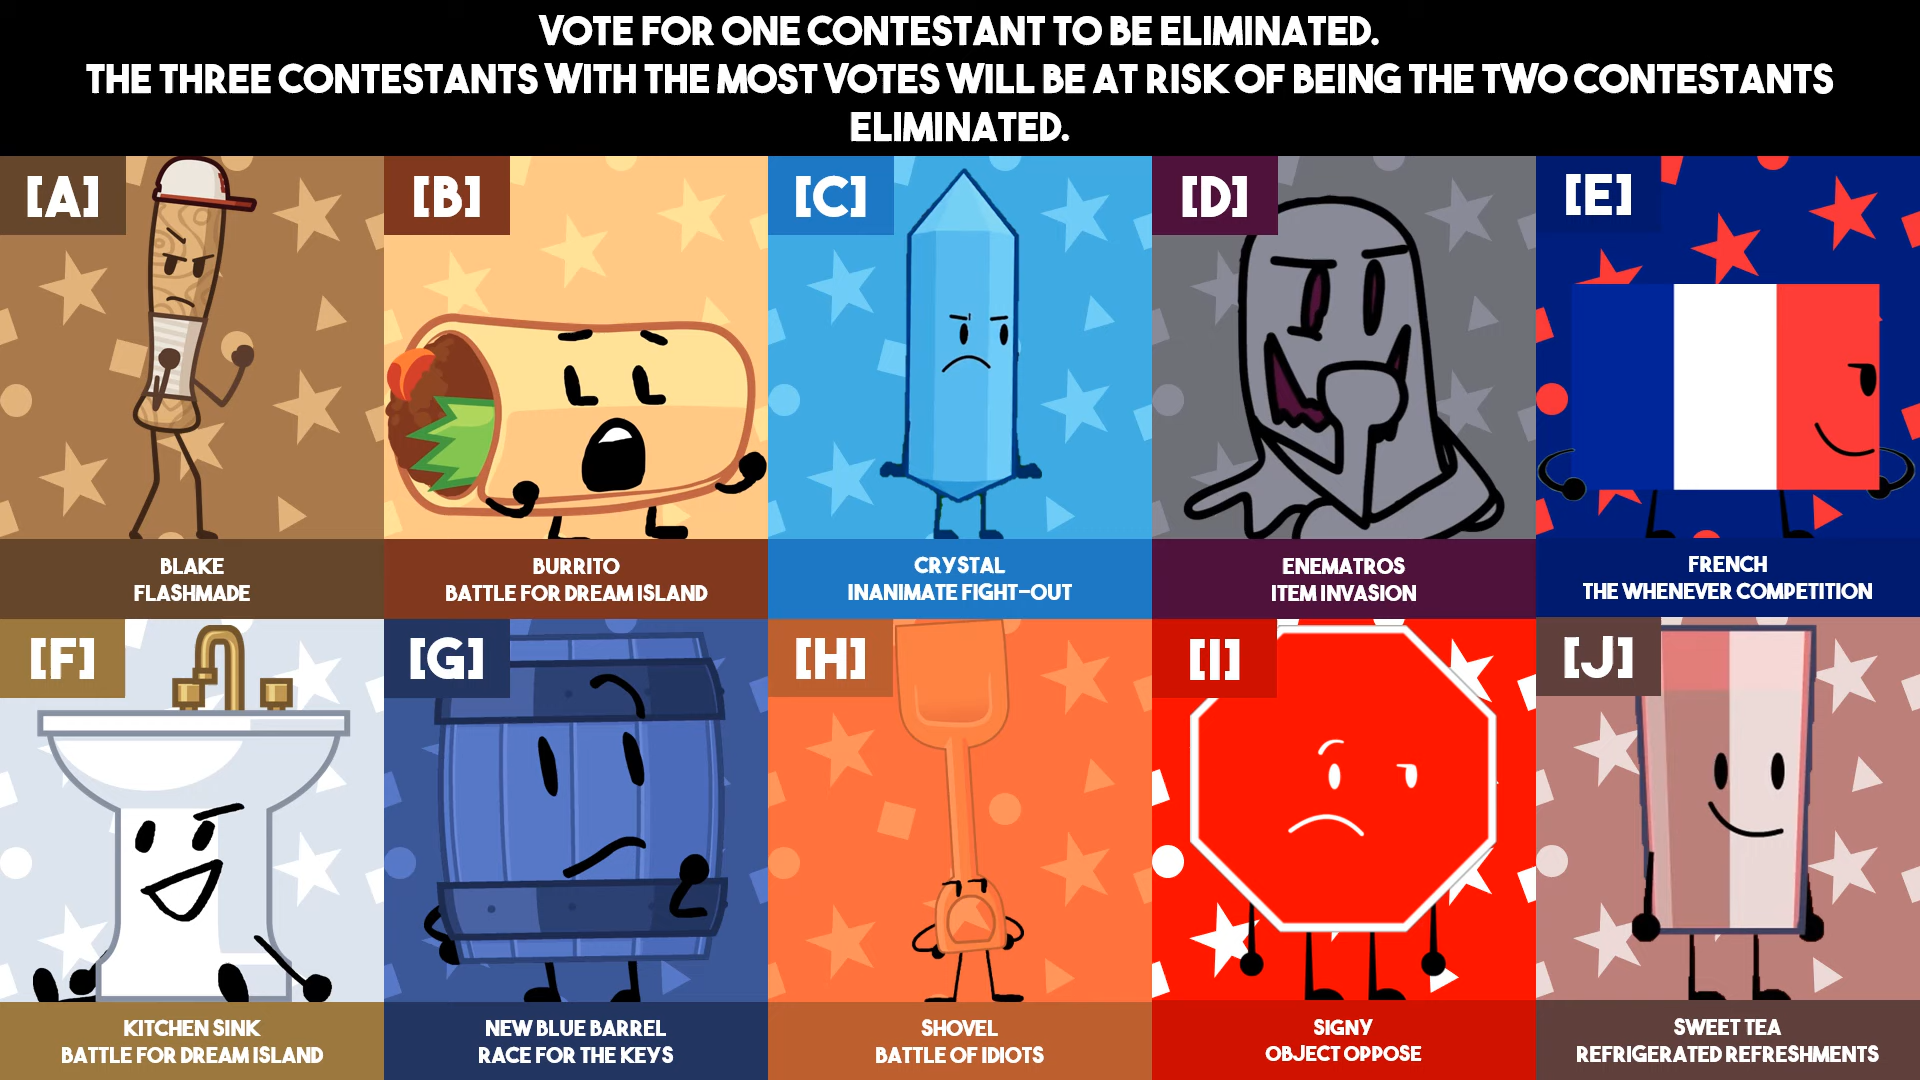 VOTE FOR ONE CONTESTANT TO BE ELIMINATED.
THE THREE CONTESTANTS WITH THE MOST VOTES WILL BE AT RISK OF BEING THE TWO CONTESTANTS
ELIMINATED.
[A]
[B]
[C]
[D]
[E]
BLAKE
FLASHMADE
BURRITO
BATTLE FOR DREAM ISLAND
CRYSTAL
INANIMATE FIGHT-OUT
ENEMATROS
ITEM INVASION
FRENCH
THE WHENEVER COMPETITION
[F]
[G]
[H]
[I]
[J]
KITCHEN SINK
BATTLE FOR DREAM ISLAND
NEW BLUE BARREL
RACE FOR THE KEYS
SHOVEL
BATTLE OF IDIOTS
SIGNY
OBJECT OPPOSE
SWEET TEA
REFRIGERATED REFRESHMENTS